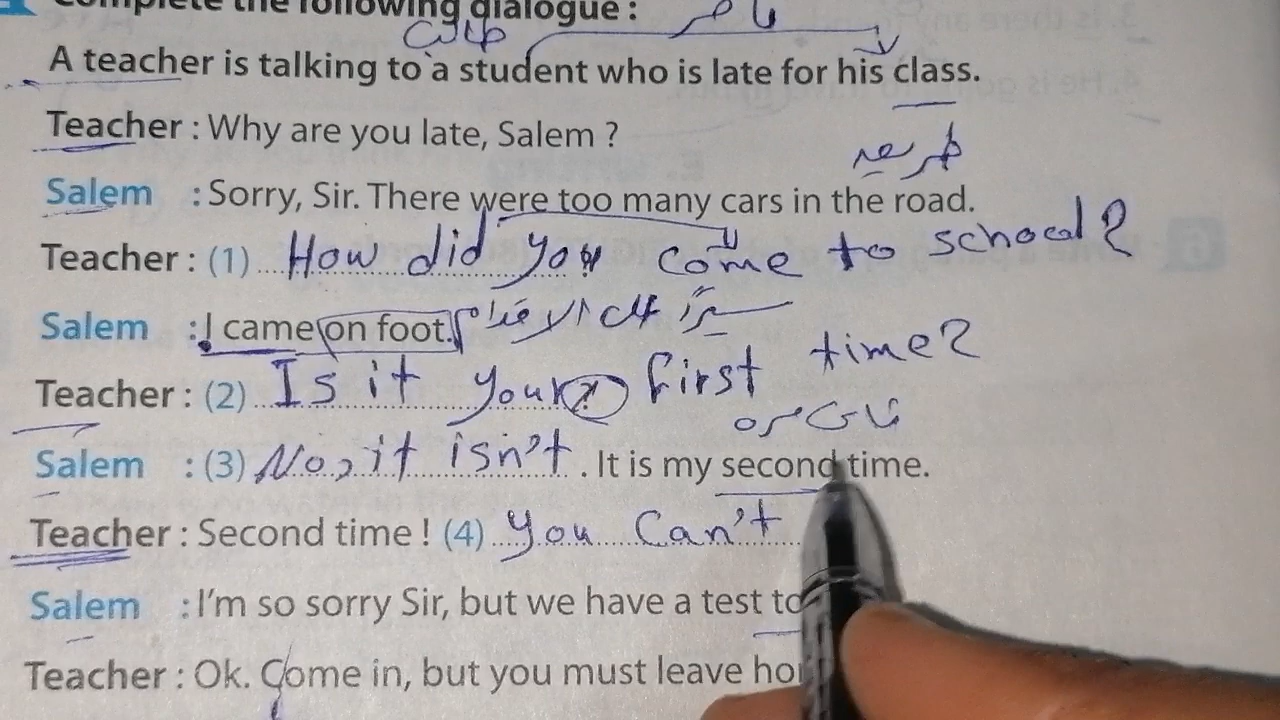 Complete the following dialogue :
طالب
A teacher is talking to a student who is late for his class.
Teacher : Why are you late, Salem ?
Salem : Sorry, Sir. There were too many cars in the road.
Teacher : (1) How did you come to school?
Salem : I came on foot. سيرًا على الاقدام
Teacher : (2) Is it your first time?
Salem : (3) No, it isn't. It is my second time.
Teacher : Second time ! (4) you Can't
Salem : I'm so sorry Sir, but we have a test
Teacher : Ok. Come in, but you must leave